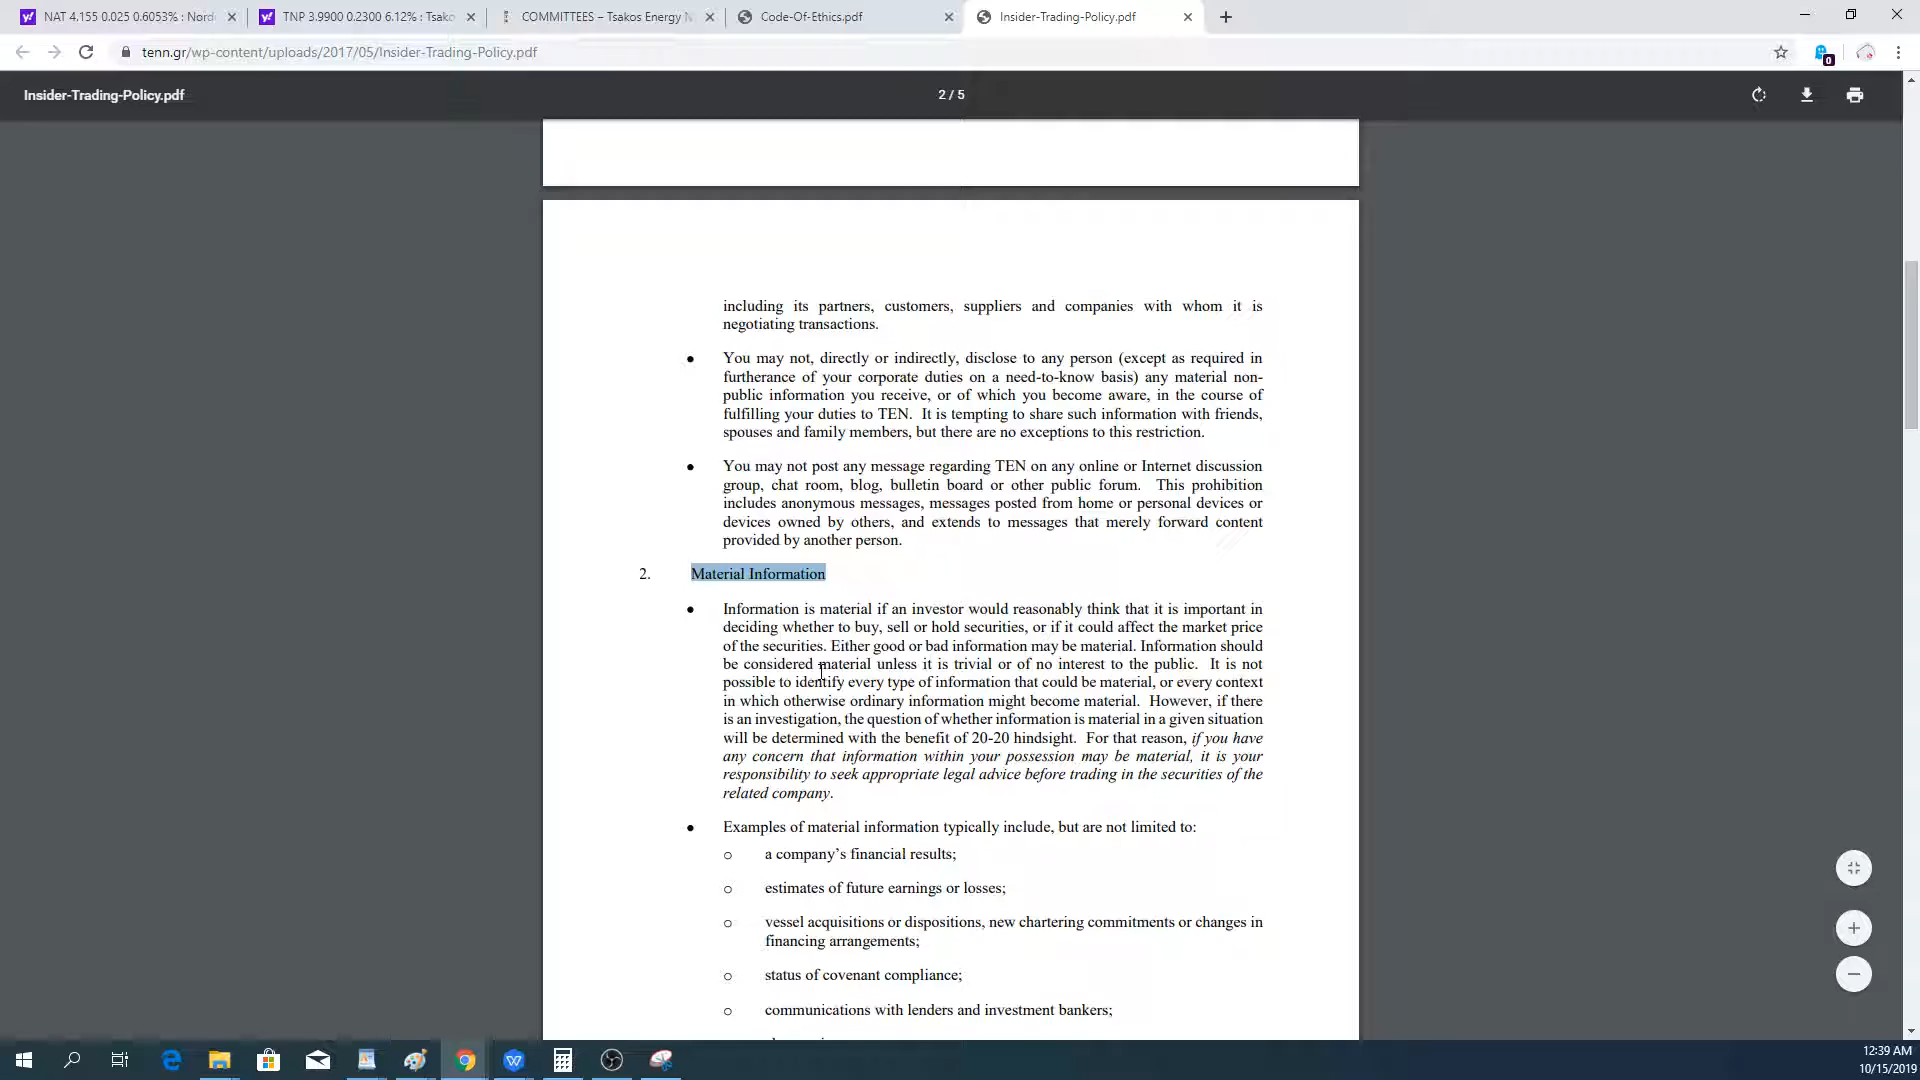 NAT 4.155 0.025 0.6053% : Nord
TNP 3.9900 0.2300 6.12% : Tsako
COMMITTEES – Tsakos Energy N
Code-Of-Ethics.pdf
Insider-Trading-Policy.pdf
tenn.gr/wp-content/uploads/2017/05/Insider-Trading-Policy.pdf
0
Insider-Trading-Policy.pdf
2 / 5
including its partners, customers, suppliers and companies with whom it is
negotiating transactions.
● You may not, directly or indirectly, disclose to any person (except as required in
furtherance of your corporate duties on a need-to-know basis) any material non-
public information you receive, or of which you become aware, in the course of
fulfilling your duties to TEN. It is tempting to share such information with friends,
spouses and family members, but there are no exceptions to this restriction.
● You may not post any message regarding TEN on any online or Internet discussion
group, chat room, blog, bulletin board or other public forum. This prohibition
includes anonymous messages, messages posted from home or personal devices or
devices owned by others, and extends to messages that merely forward content
provided by another person.
2. Material Information
● Information is material if an investor would reasonably think that it is important in
deciding whether to buy, sell or hold securities, or if it could affect the market price
of the securities. Either good or bad information may be material. Information should
be considered material unless it is trivial or of no interest to the public. It is not
possible to identify every type of information that could be material, or every context
in which otherwise ordinary information might become material. However, if there
is an investigation, the question of whether information is material in a given situation
will be determined with the benefit of 20-20 hindsight. For that reason, if you have
any concern that information within your possession may be material, it is your
responsibility to seek appropriate legal advice before trading in the securities of the
related company.
● Examples of material information typically include, but are not limited to:
o a company’s financial results;
o estimates of future earnings or losses;
o vessel acquisitions or dispositions, new chartering commitments or changes in
financing arrangements;
o status of covenant compliance;
o communications with lenders and investment bankers;
12:39 AM
10/15/2019